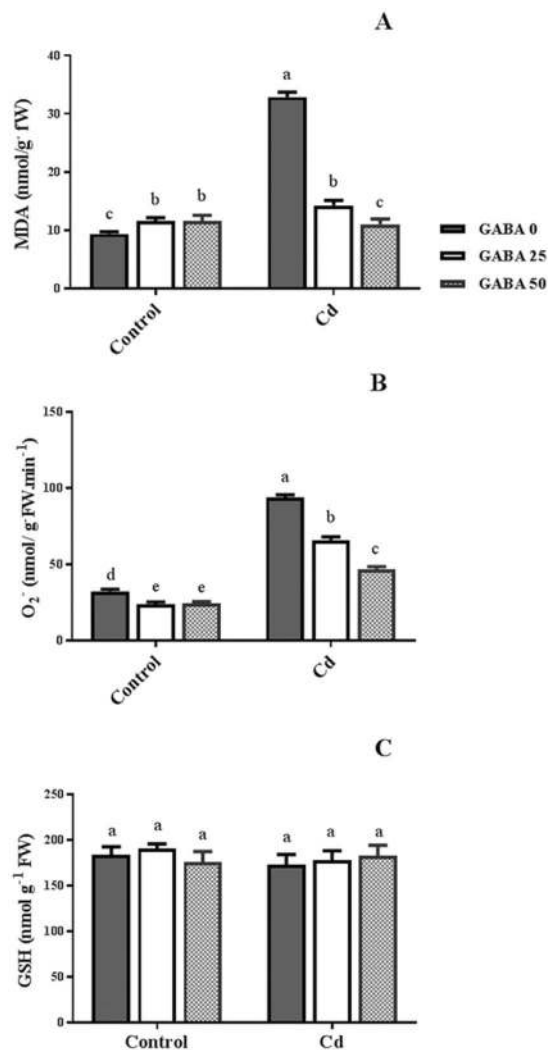 A
MDA (nmol/g⁻ fW)
40
30
20
10
0
c
b
b
a
b
c
Control
Cd
GABA 0
GABA 25
GABA 50
B
O₂⁻ (nmol/ g⁻FW.min⁻¹)
150
100
50
0
d
e
e
a
b
c
Control
Cd
C
GSH (nmol g⁻¹ FW)
250
200
150
100
50
0
a
a
a
a
a
a
Control
Cd